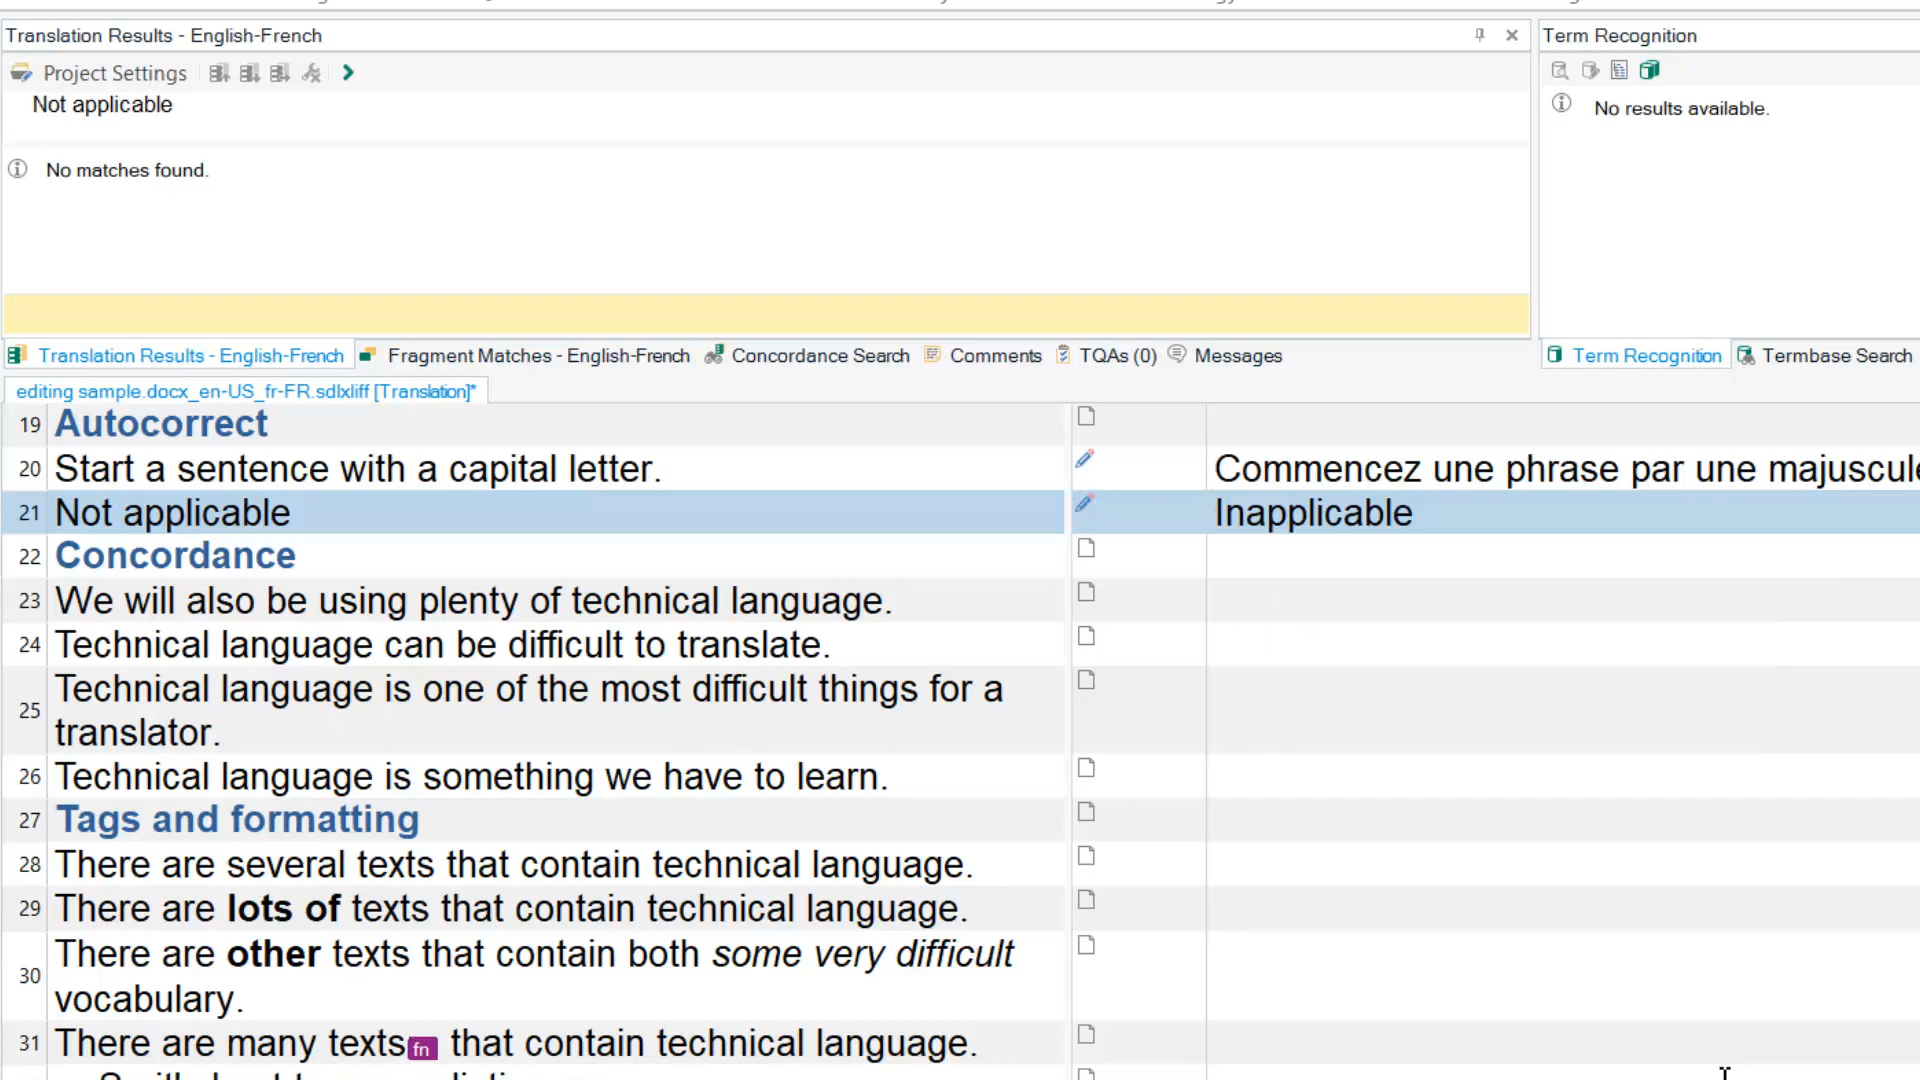 Translation Results - English-French
Term Recognition
Project Settings
Not applicable
No results available.
No matches found.
Translation Results - English-French
Fragment Matches - English-French
Concordance Search
Comments
TQAs (0)
Messages
Term Recognition
Termbase Search
editing sample.docx_en-US_fr-FR.sdlxliff [Translation]*
19 Autocorrect
20 Start a sentence with a capital letter.
Commencez une phrase par une majuscule
21 Not applicable
Inapplicable
22 Concordance
23 We will also be using plenty of technical language.
24 Technical language can be difficult to translate.
25 Technical language is one of the most difficult things for a
translator.
26 Technical language is something we have to learn.
27 Tags and formatting
28 There are several texts that contain technical language.
29 There are lots of texts that contain technical language.
30 There are other texts that contain both some very difficult
vocabulary.
31 There are many texts fn that contain technical language.